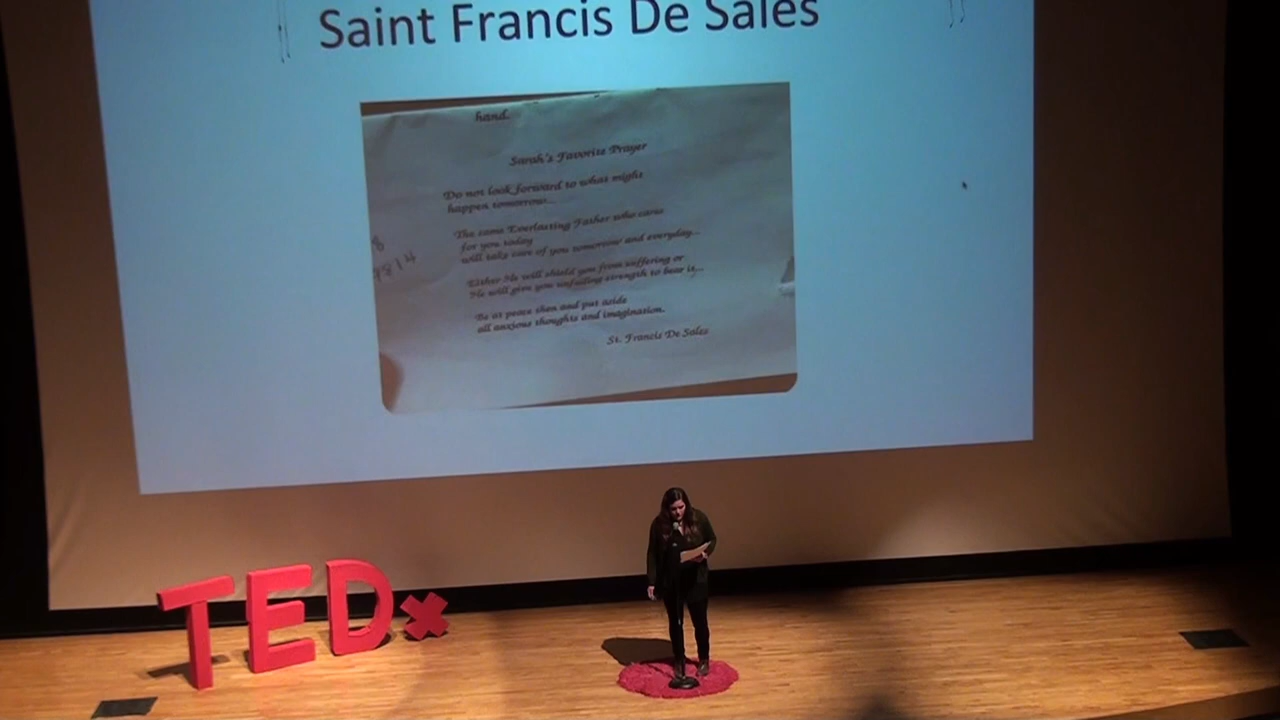 Saint Francis De Sales
hand.
Sarah's Favorite Prayer
Do not look forward to what might
happen tomorrow...
The same Everlasting Father who cares
for you today
will take care of you tomorrow and everyday...
Either He will shield you from suffering or
He will give you unfailing strength to bear it...
Be at peace then and put aside
all anxious thoughts and imagination.
St. Francis De Sales
TEDx